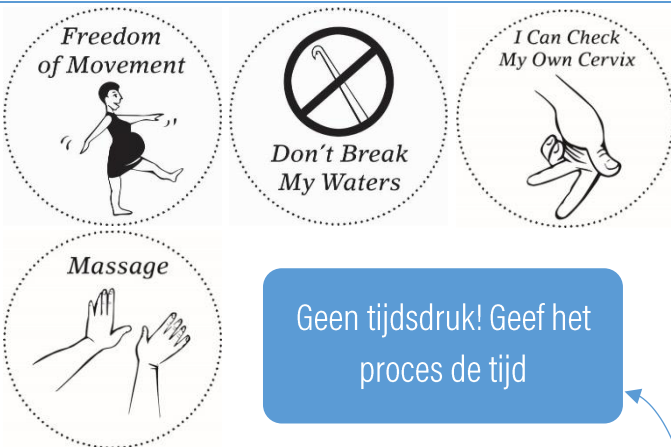 Freedom
of Movement
Don't Break
My Waters
I Can Check
My Own Cervix
Massage
Geen tijdsdruk! Geef het
proces de tijd